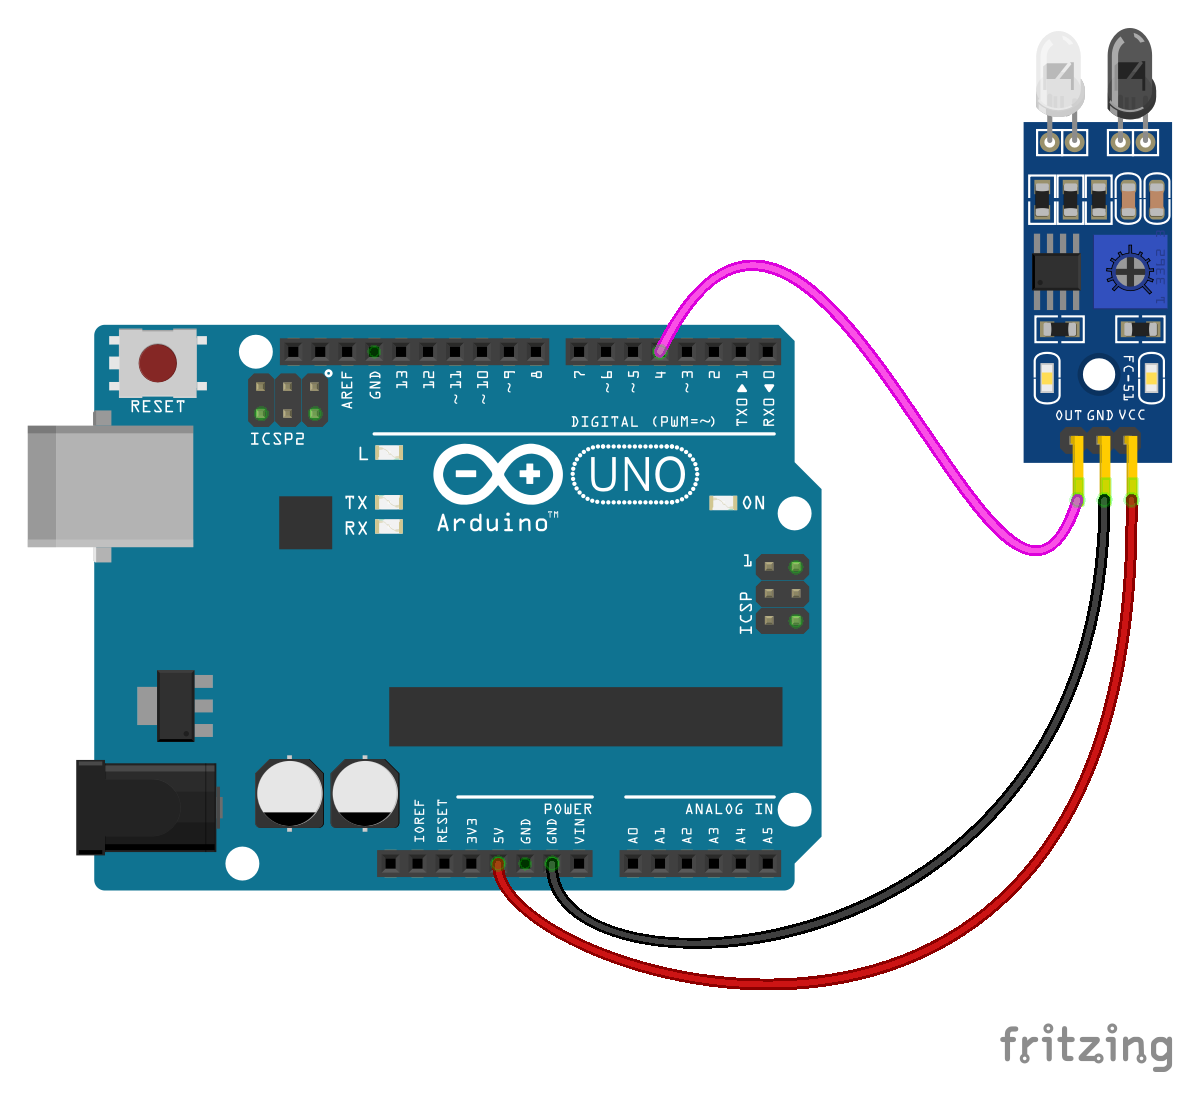 RESET
ICSP2
AREF
GND
13
12
~11
~10
~9
8
7
~6
~5
4
~3
2
TX0▶1
RX0◀0
DIGITAL (PWM=~)
L
TX
RX
Arduino™
UNO
ON
1
ICSP
IOREF
RESET
3V3
5V
GND
GND
VIN
POWER
A0
A1
A2
A3
A4
A5
ANALOG IN
FC-51
OUT GND VCC
fritzing